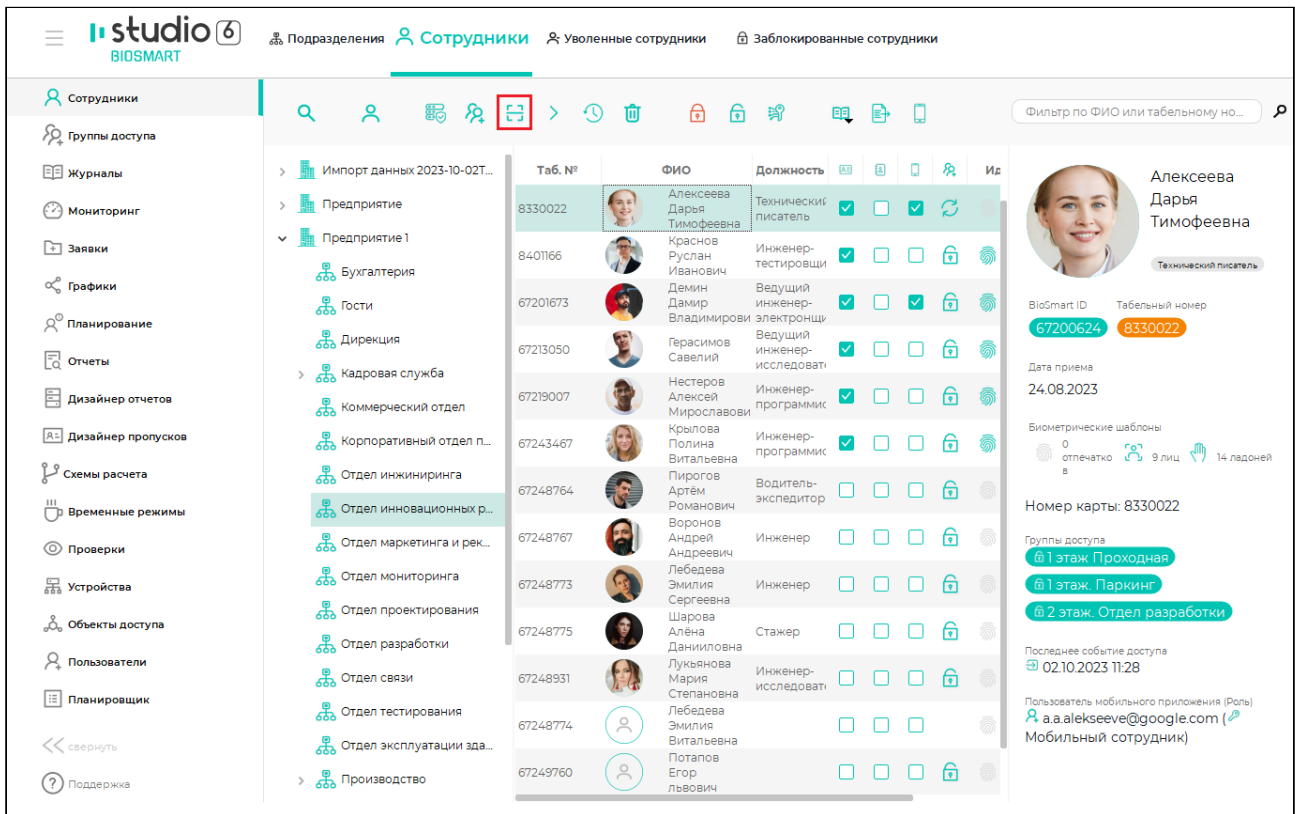 studio 6
BIOSMART
Подразделения
Сотрудники
Уволенные сотрудники
Заблокированные сотрудники
Сотрудники
Группы доступа
Журналы
Мониторинг
Заявки
Графики
Планирование
Отчеты
Дизайнер отчетов
Дизайнер пропусков
Схемы расчета
Временные режимы
Проверки
Устройства
Объекты доступа
Пользователи
Планировщик
свернуть
Поддержка
Фильтр по ФИО или табельному но...
Импорт данных 2023-10-02Т...
Предприятие
Предприятие 1
Бухгалтерия
Гости
Дирекция
Кадровая служба
Коммерческий отдел
Корпоративный отдел п...
Отдел инжиниринга
Отдел инновационных р...
Отдел маркетинга и рек...
Отдел мониторинга
Отдел проектирования
Отдел разработки
Отдел связи
Отдел тестирования
Отдел эксплуатации зда...
Производство
Таб. №
ФИО
Должность
Ид
8330022
Алексеева
Дарья
Тимофеевна
Технический
писатель
8401166
Краснов
Руслан
Иванович
Инженер-
тестировщи
67201673
Демин
Дамир
Владимирови
Ведущий
инженер-
электронщи
67213050
Герасимов
Савелий
Ведущий
инженер-
исследовате
67219007
Нестеров
Алексей
Мирославови
Инженер-
программис
67243467
Крылова
Полина
Витальевна
Инженер-
программис
67248764
Пирогов
Артём
Романович
Водитель-
экспедитор
67248767
Воронов
Андрей
Андреевич
Инженер
67248773
Лебедева
Эмилия
Сергеевна
Инженер
67248775
Шарова
Алёна
Данииловна
Стажер
67248931
Лукьянова
Мария
Степановна
Инженер-
исследовате
67248774
Лебедева
Эмилия
Витальевна
67249760
Потапов
Егор
львович
Алексеева
Дарья
Тимофеевна
Технический писатель
BioSmart ID
Табельный номер
67200624
8330022
Дата приема
24.08.2023
Биометрические шаблоны
0
отпечатко
в
9 лиц
14 ладоней
Номер карты: 8330022
Группы доступа
1 этаж Проходная
1 этаж. Паркинг
2 этаж. Отдел разработки
Последнее событие доступа
02.10.2023 11:28
Пользователь мобильного приложения (Роль)
a.a.alekseeve@google.com (
Мобильный сотрудник)